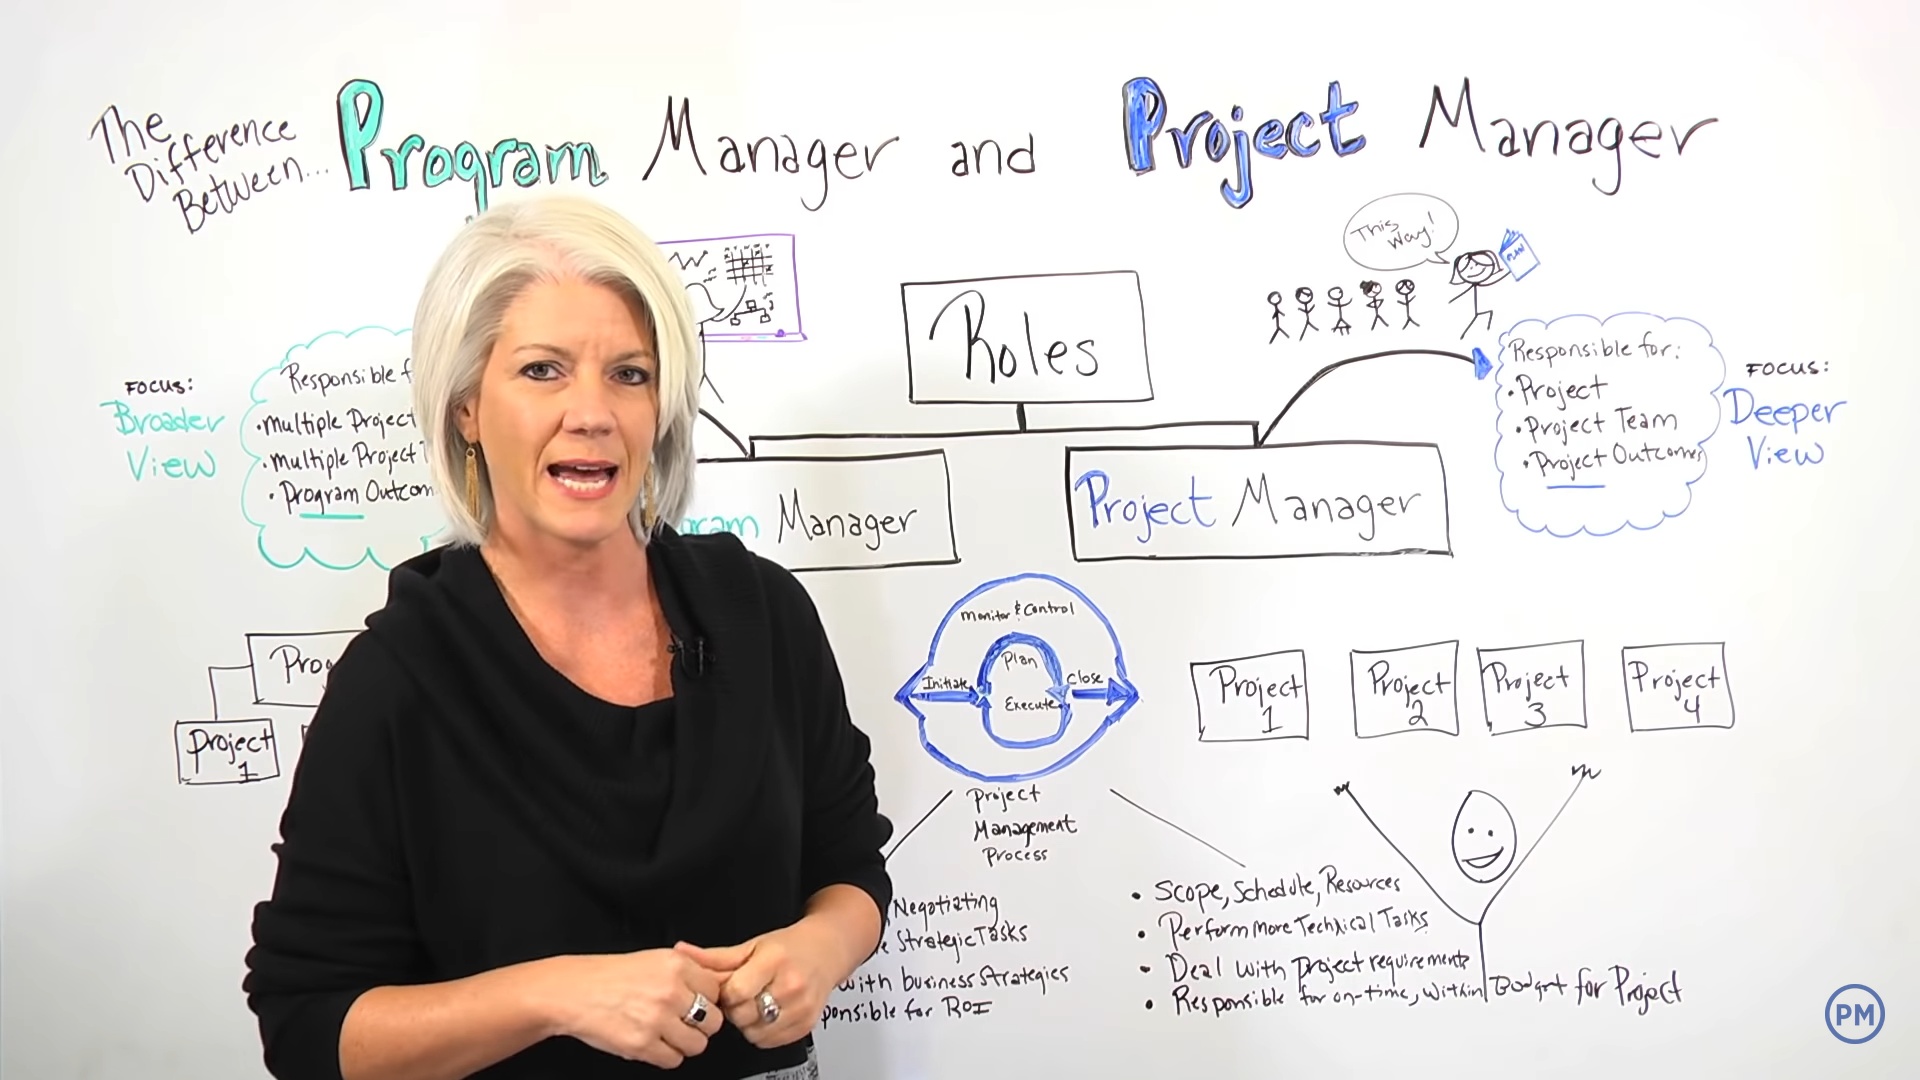 The
Difference
Between...
Program Manager and Project Manager
This
Way!
PLAN
Roles
FOCUS:
Broader
View
Responsible f
• Multiple Project
• Multiple Project T
• Program Outcom
gram Manager
Project Manager
Responsible for:
• Project
• Project Team
• Project Outcomes
FOCUS:
Deeper
View
Prog
Project
1
Monitor & Control
Plan
Initiate
Close
Execute
Project
Management
Process
Project
1
Project
2
Project
3
Project
4
Negotiating
e Strategic Tasks
with business Strategies
ponsible for ROI
• Scope, Schedule, Resources
• Perform More Technical Tasks
• Deal with project requirements
• Responsible for on-time, within Budget for Project
PM